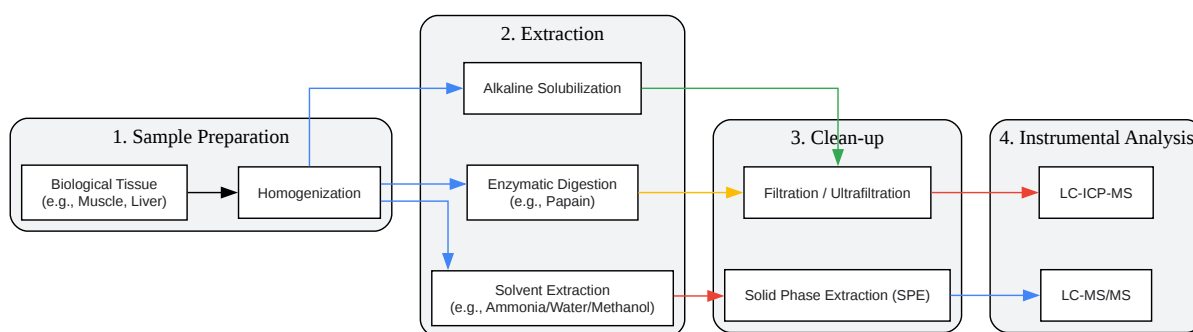 1. Sample Preparation
Biological Tissue
(e.g., Muscle, Liver)
Homogenization
2. Extraction
Alkaline Solubilization
Enzymatic Digestion
(e.g., Papain)
Solvent Extraction
(e.g., Ammonia/Water/Methanol)
3. Clean-up
Filtration / Ultrafiltration
Solid Phase Extraction (SPE)
4. Instrumental Analysis
LC-ICP-MS
LC-MS/MS